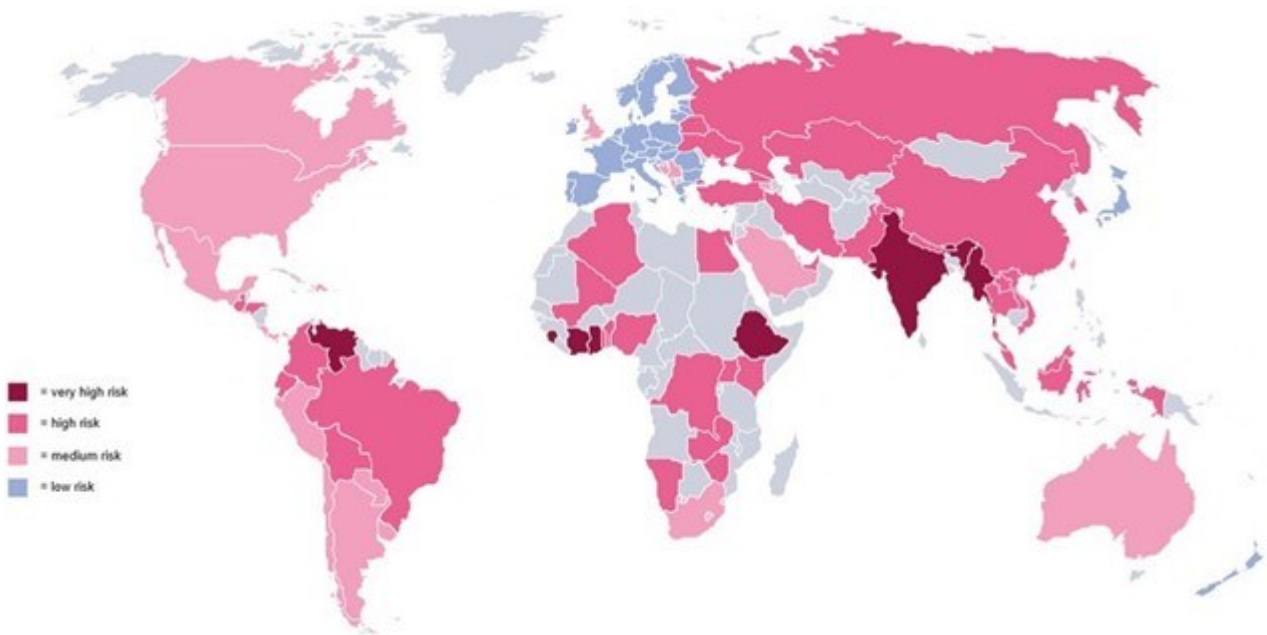 = very high risk
= high risk
= medium risk
= low risk